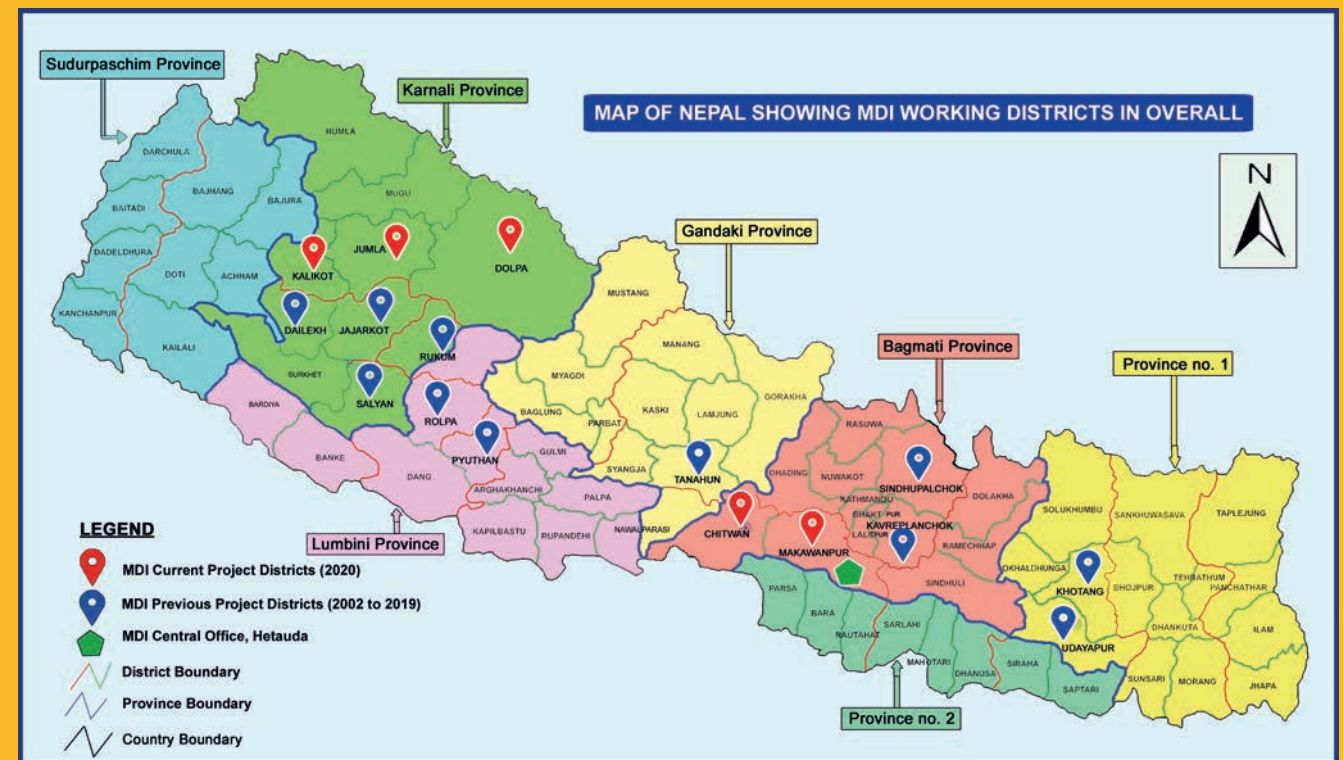 MAP OF NEPAL SHOWING MDI WORKING DISTRICTS IN OVERALL
N
Sudurpaschim Province
Karnali Province
Gandaki Province
Bagmati Province
Province no. 1
Province no. 2
Lumbini Province
DARCHULA
BAJHANG
BAJURA
BAITADI
DADELDHURA
DOTI
ACHHAM
KANCHANPUR
KAILALI
HUMLA
MUGU
JUMLA
KALIKOT
DOLPA
DAILEKH
JAJARKOT
RUKUM
SURKHET
SALYAN
BARDIYA
BANKE
DANG
ROLPA
PYUTHAN
GULMI
ARGHAKHANCHI
PALPA
KAPILBASTU
RUPANDEHI
NAWALPARASI
MUSTANG
MANANG
MYAGDI
BAGLUNG
PARBAT
KASKI
LAMJUNG
GORAKHA
SYANGJA
TANAHUN
RASUWA
DHADING
NUWAKOT
SINDHUPALCHOK
DOLAKHA
KATHMANDU
BHAKT PUR
KAVREPLANCHOK
LALITPUR
RAMECHHAP
CHITWAN
MAKAWANPUR
SINDHULI
PARSA
BARA
RAUTAHAT
SARLAHI
MAHOTARI
DHANUSA
SIRAHA
SAPTARI
SOLUKHUMBU
SANKHUWASAVA
TAPLEJUNG
OKHALDHUNGA
KHOTANG
BHOJPUR
TEHRATHUM
PANCHATHAR
DHANKUTA
ILAM
UDAYAPUR
SUNSARI
MORANG
JHAPA
LEGEND
MDI Current Project Districts (2020)
MDI Previous Project Districts (2002 to 2019)
MDI Central Office, Hetauda
District Boundary
Province Boundary
Country Boundary